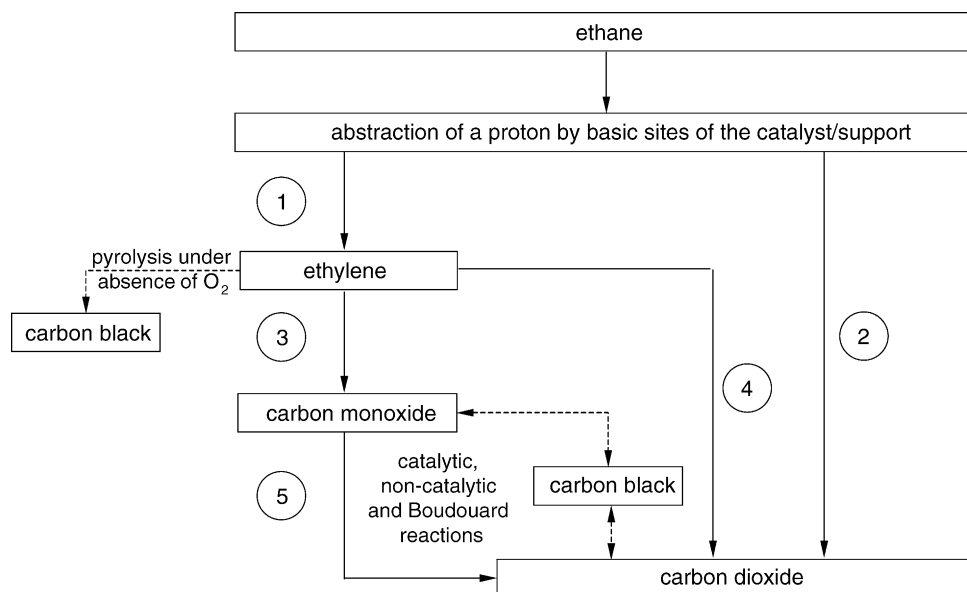 ethane
abstraction of a proton by basic sites of the catalyst/support
1
pyrolysis under
absence of O₂
ethylene
carbon black
3
2
4
carbon monoxide
catalytic,
non-catalytic
and Boudouard
reactions
carbon black
5
carbon dioxide